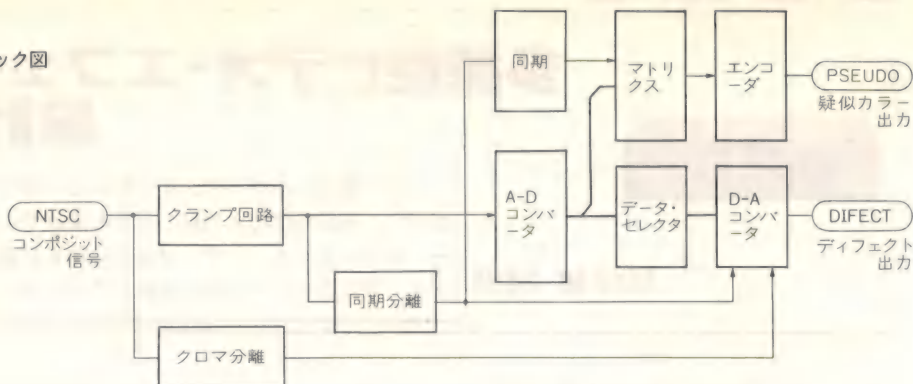 ック図
同期
マトリ
クス
エンコ
ーダ
PSEUDO
疑似カラー
出力
NTSC
コンポジット
信号
クランプ回路
A-D
コンバ
ータ
データ・
セレクタ
D-A
コンバ
ータ
DIFECT
ディフェクト
出力
同期分離
クロマ分離